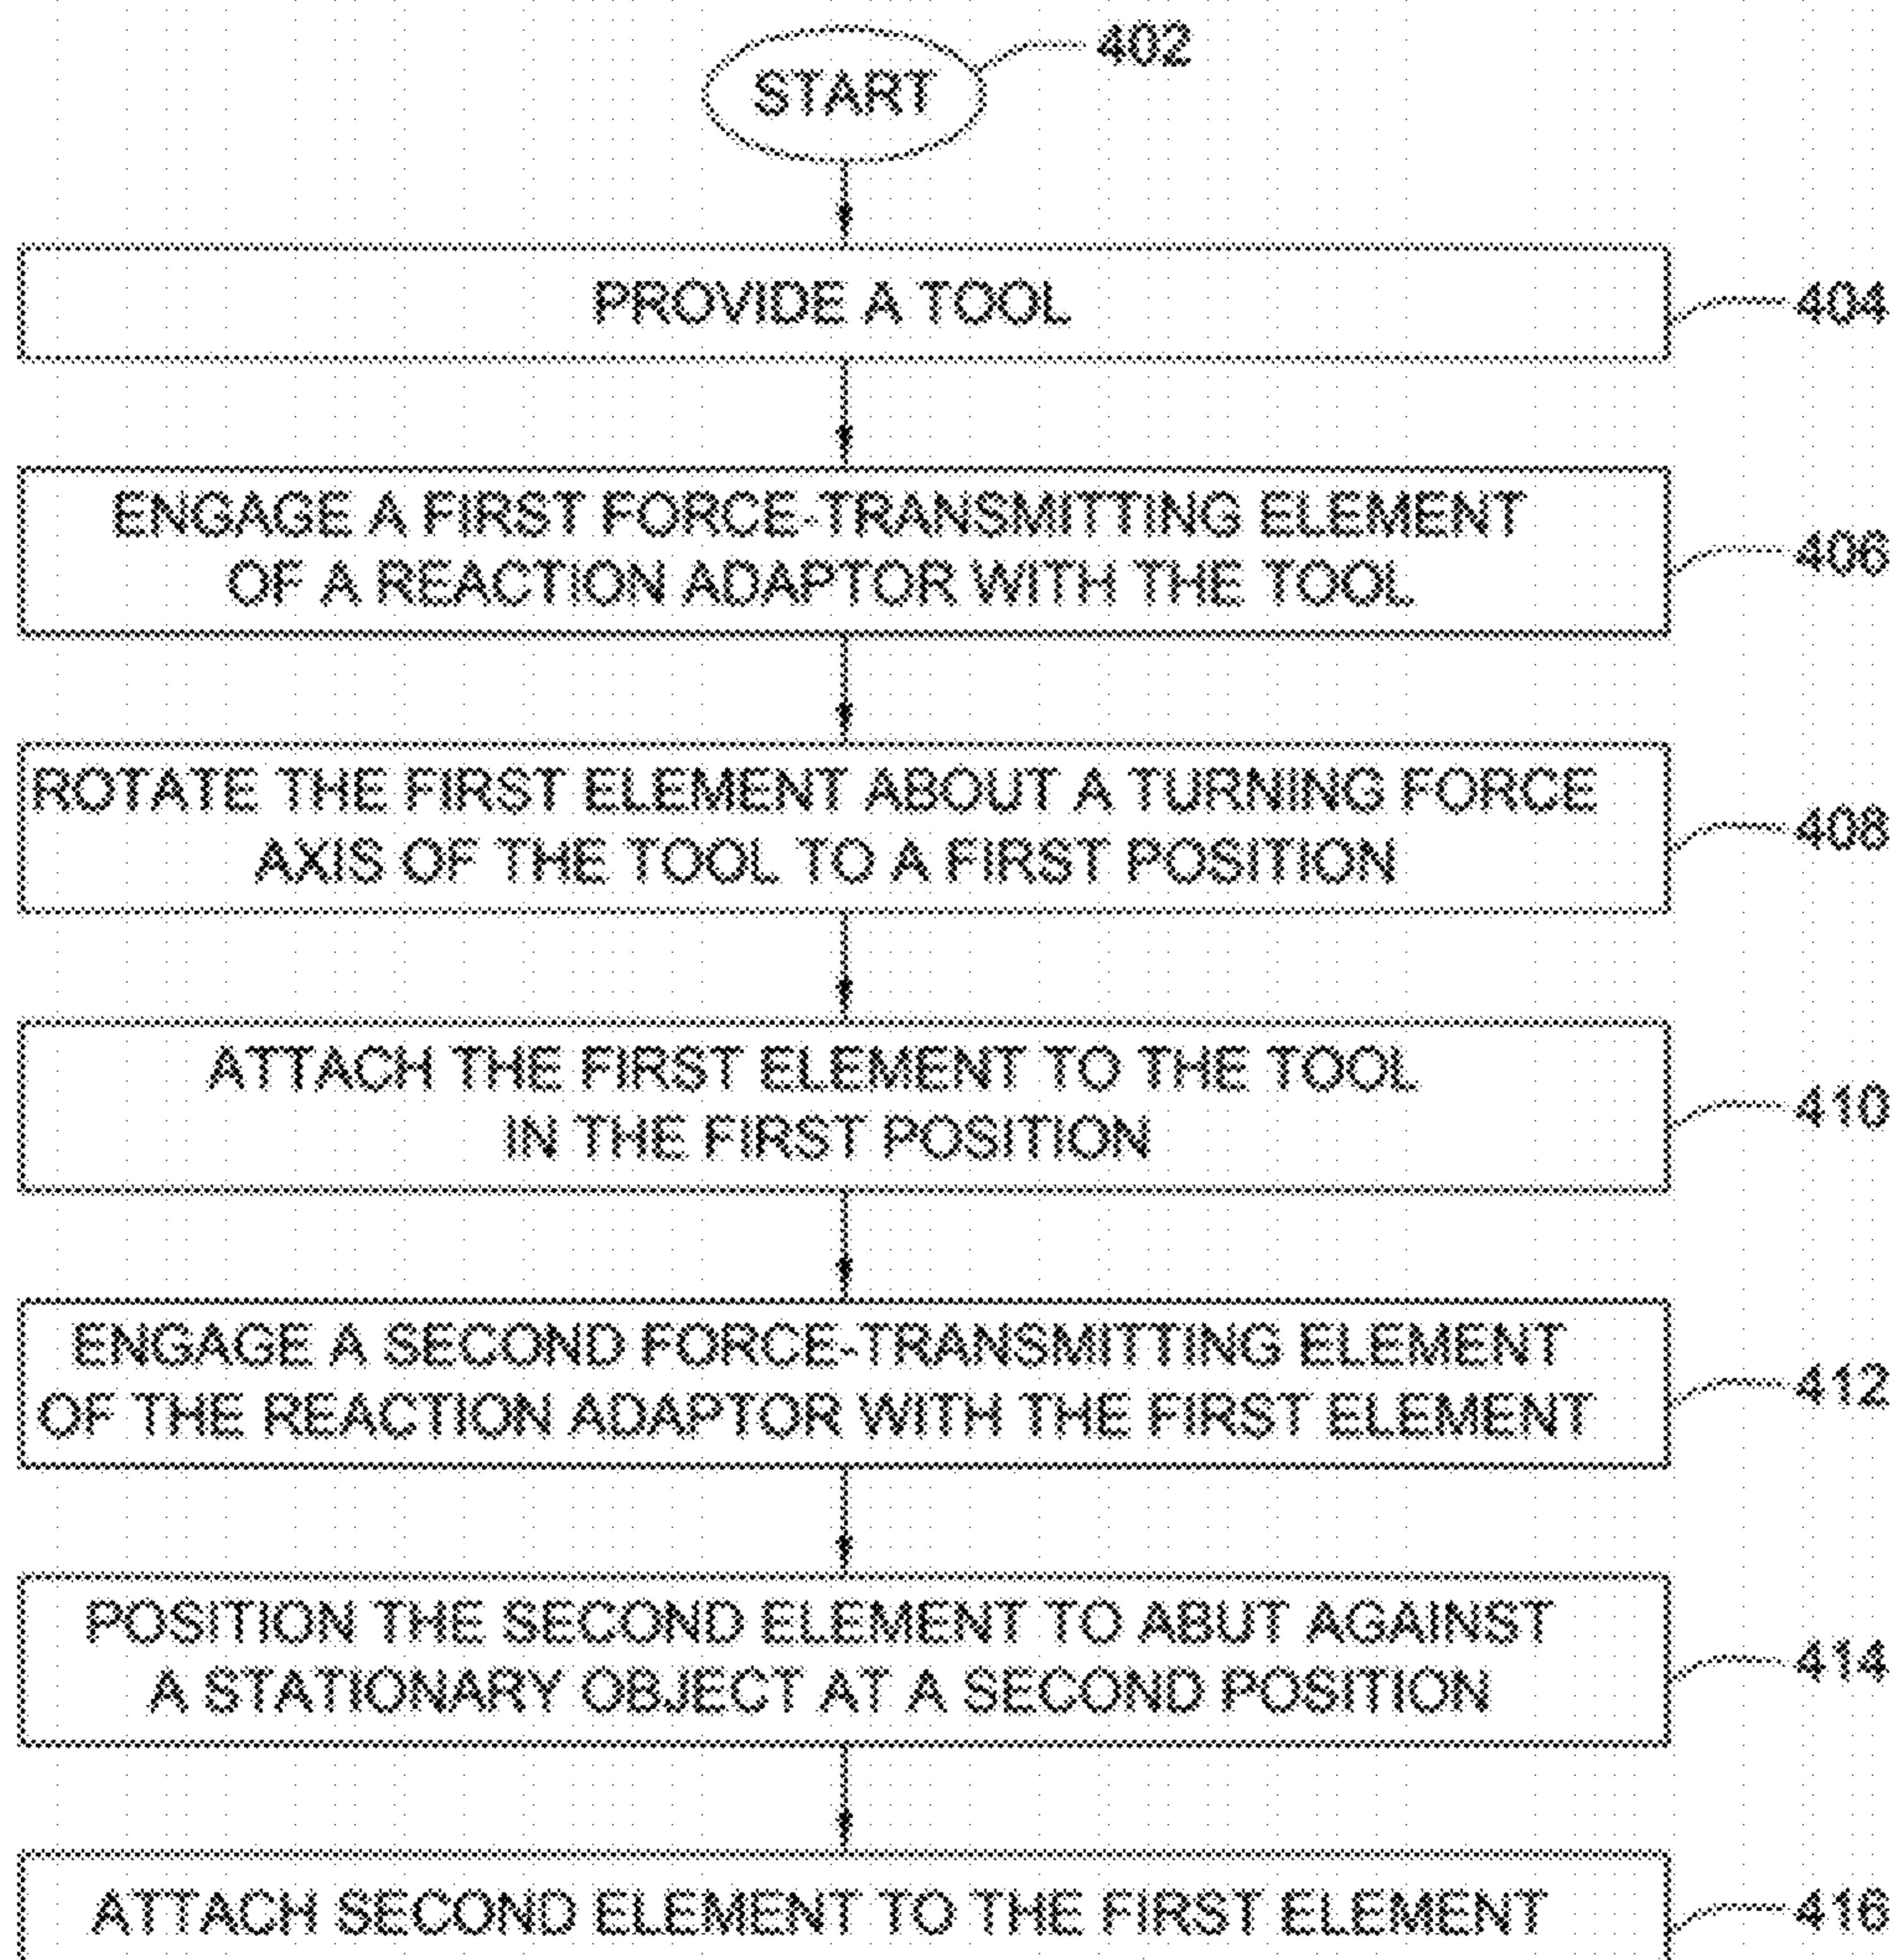 START
402
PROVIDE A TOOL
404
ENGAGE A FIRST FORCE-TRANSMITTING ELEMENT
OF A REACTION ADAPTOR WITH THE TOOL
406
ROTATE THE FIRST ELEMENT ABOUT A TURNING FORCE
AXIS OF THE TOOL TO A FIRST POSITION
408
ATTACH THE FIRST ELEMENT TO THE TOOL
IN THE FIRST POSITION
410
ENGAGE A SECOND FORCE-TRANSMITTING ELEMENT
OF THE REACTION ADAPTOR WITH THE FIRST ELEMENT
412
POSITION THE SECOND ELEMENT TO ABUT AGAINST
A STATIONARY OBJECT AT A SECOND POSITION
414
ATTACH SECOND ELEMENT TO THE FIRST ELEMENT
416